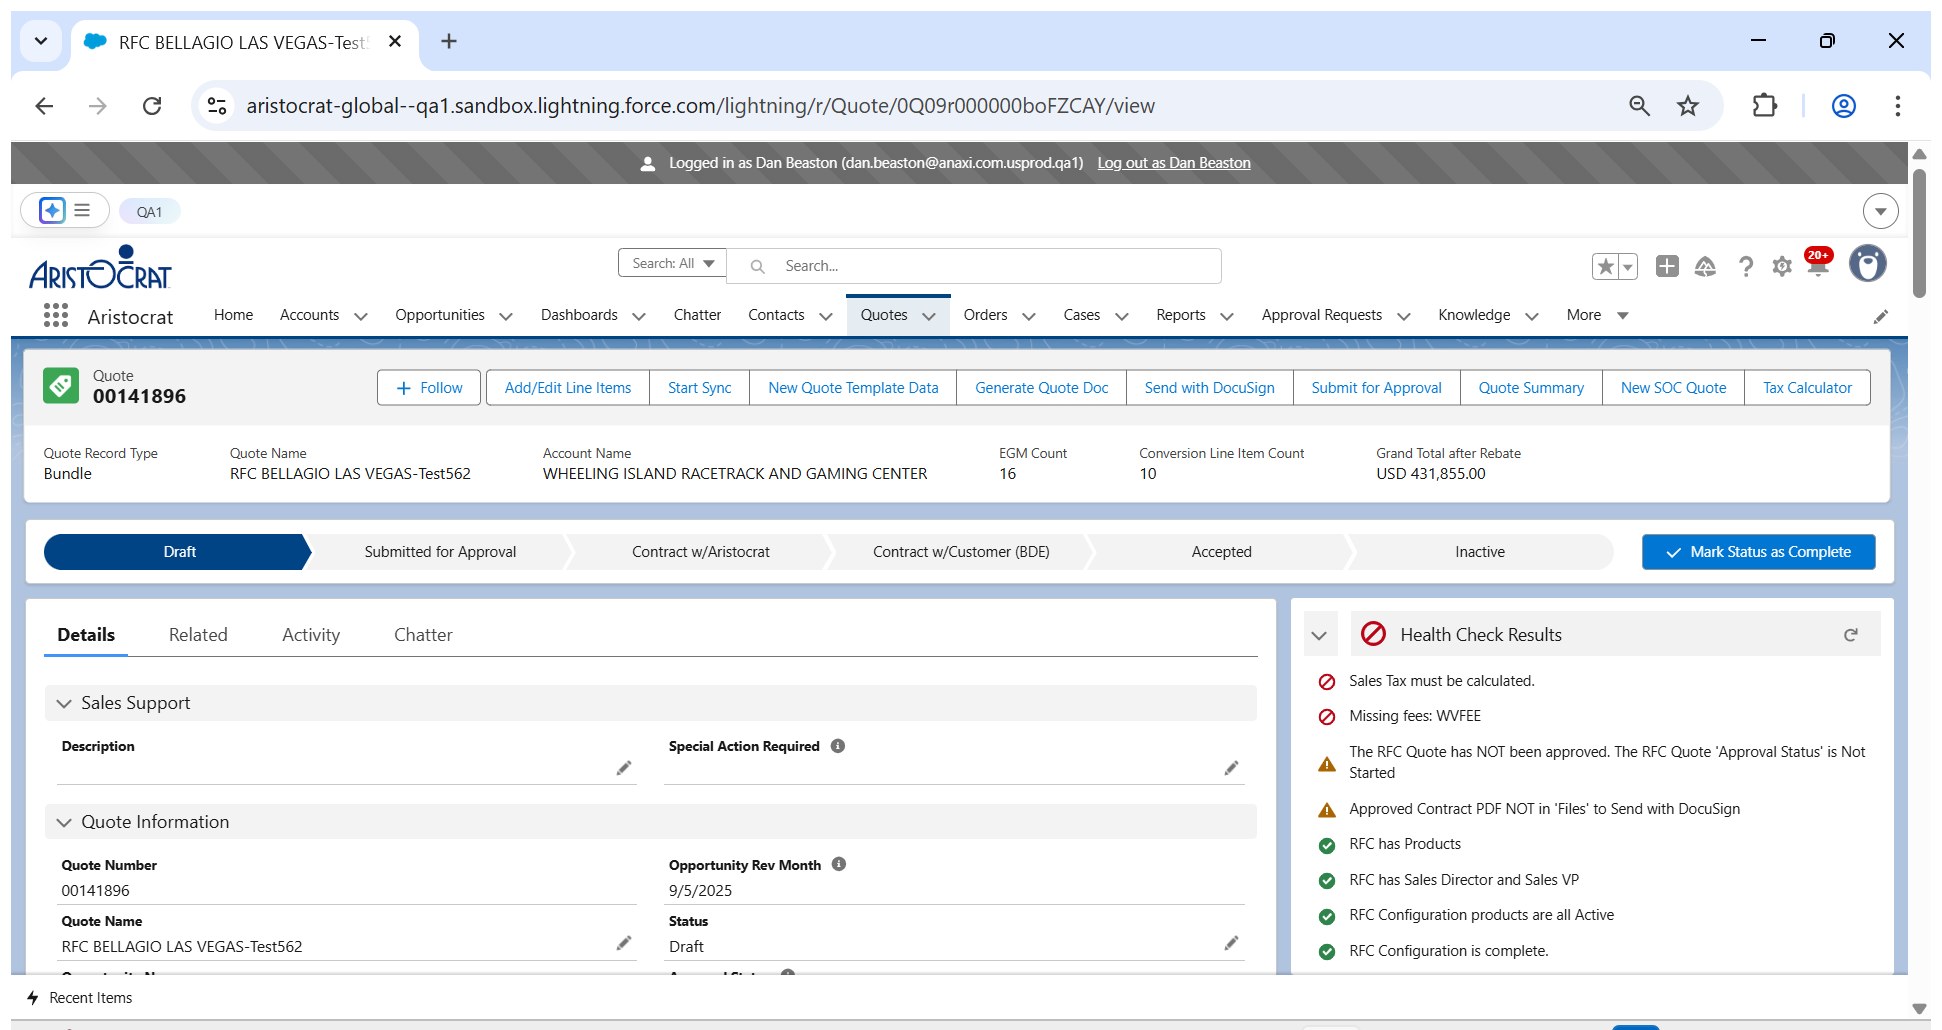 RFC BELLAGIO LAS VEGAS-Test
aristocrat-global--qa1.sandbox.lightning.force.com/lightning/r/Quote/0Q09r000000boFZCAY/view
Logged in as Dan Beaston (dan.beaston@anaxi.com.usprod.qa1) Log out as Dan Beaston
QA1
ARISTOCRAT
Search: All Search...
20+
Aristocrat Home Accounts Opportunities Dashboards Chatter Contacts Quotes Orders Cases Reports Approval Requests Knowledge More
Quote
00141896
Follow Add/Edit Line Items Start Sync New Quote Template Data Generate Quote Doc Send with DocuSign Submit for Approval Quote Summary New SOC Quote Tax Calculator
Quote Record Type Quote Name Account Name EGM Count Conversion Line Item Count Grand Total after Rebate
Bundle RFC BELLAGIO LAS VEGAS-Test562 WHEELING ISLAND RACETRACK AND GAMING CENTER 16 10 USD 431,855.00
Draft Submitted for Approval Contract w/Aristocrat Contract w/Customer (BDE) Accepted Inactive Mark Status as Complete
Details Related Activity Chatter
Sales Support
Description Special Action Required
Quote Information
Quote Number Opportunity Rev Month
00141896 9/5/2025
Quote Name Status
RFC BELLAGIO LAS VEGAS-Test562 Draft
Health Check Results
Sales Tax must be calculated.
Missing fees: WVFEE
The RFC Quote has NOT been approved. The RFC Quote 'Approval Status' is Not
Started
Approved Contract PDF NOT in 'Files' to Send with DocuSign
RFC has Products
RFC has Sales Director and Sales VP
RFC Configuration products are all Active
RFC Configuration is complete.
Recent Items